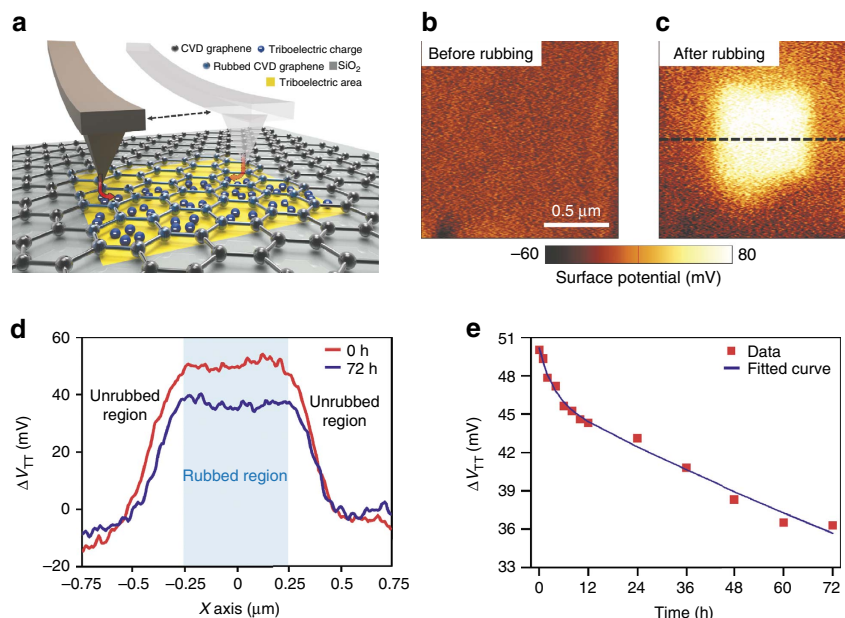 a
CVD graphene Triboelectric charge
Rubbed CVD graphene SiO2
Triboelectric area
b
Before rubbing
0.5 μm
c
After rubbing
−60 80
Surface potential (mV)
d
60
40
20
0
−20
ΔVTT (mV)
0 h
72 h
Unrubbed
region
Unrubbed
region
Rubbed region
−0.75 −0.5 −0.25 0 0.25 0.5 0.75
X axis (μm)
e
51
48
45
42
39
36
33
ΔVTT (mV)
Data
Fitted curve
0 12 24 36 48 60 72
Time (h)